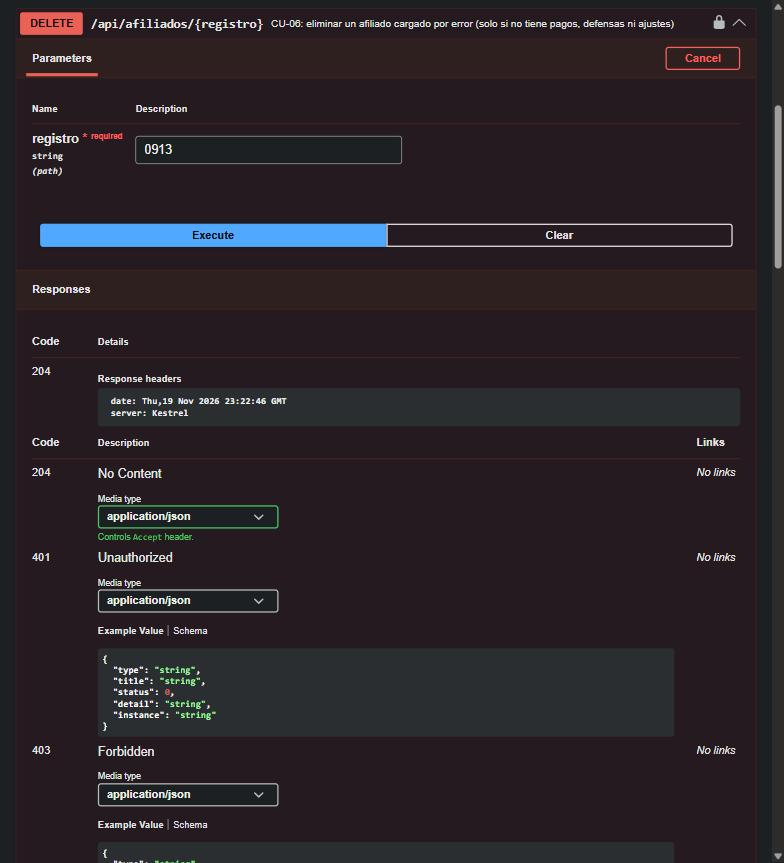 DELETE /api/afiliados/{registro} CU-06: eliminar un afiliado cargado por error (solo si no tiene pagos, defensas ni ajustes)
Parameters
Cancel
Name Description
registro * required
string
(path)
0913
Execute
Clear
Responses
Code Details
204
Response headers
date: Thu,19 Nov 2026 23:22:46 GMT
server: Kestrel
Code Description Links
204 No Content No links
Media type
application/json
Controls Accept header.
401 Unauthorized No links
Media type
application/json
Example Value | Schema
{
"type": "string",
"title": "string",
"status": 0,
"detail": "string",
"instance": "string"
}
403 Forbidden No links
Media type
application/json
Example Value | Schema
{